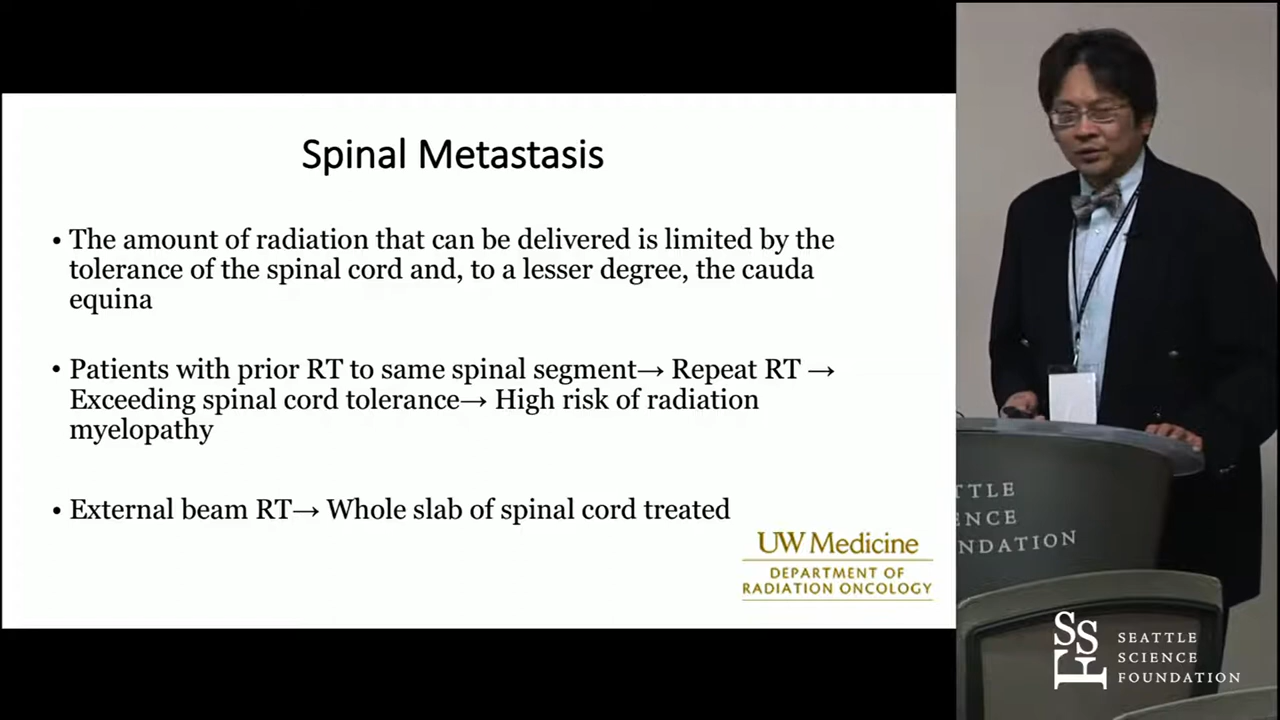 Spinal Metastasis
• The amount of radiation that can be delivered is limited by the
tolerance of the spinal cord and, to a lesser degree, the cauda
equina
• Patients with prior RT to same spinal segment→ Repeat RT →
Exceeding spinal cord tolerance→ High risk of radiation
myelopathy
• External beam RT→ Whole slab of spinal cord treated
UW Medicine
DEPARTMENT OF
RADIATION ONCOLOGY
TTLE
ENCE
NDATION
SSF
SEATTLE
SCIENCE
FOUNDATION